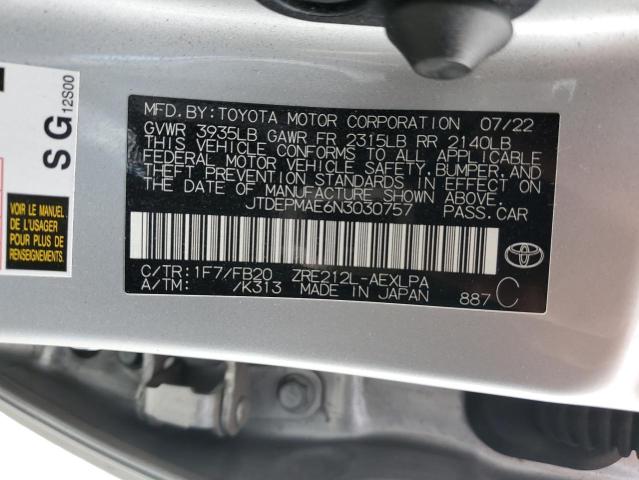 MFD. BY: TOYOTA MOTOR CORPORATION 07/22
GVWR 3935LB GAWR FR 2315LB RR 2140LB
THIS VEHICLE CONFORMS TO ALL APPLICABLE
FEDERAL MOTOR VEHICLE SAFETY, BUMPER, AND
THEFT PREVENTION STANDARDS IN EFFECT ON
THE DATE OF MANUFACTURE SHOWN ABOVE.
JTDEPMAE6N3030757 PASS.CAR
C/TR: 1F7/FB20 ZRE212L-AEXLPA
A/TM: /K313 MADE IN JAPAN 887 C
SG 12S00
VOIR LE MANUEL
DE L'USAGER
POUR PLUS